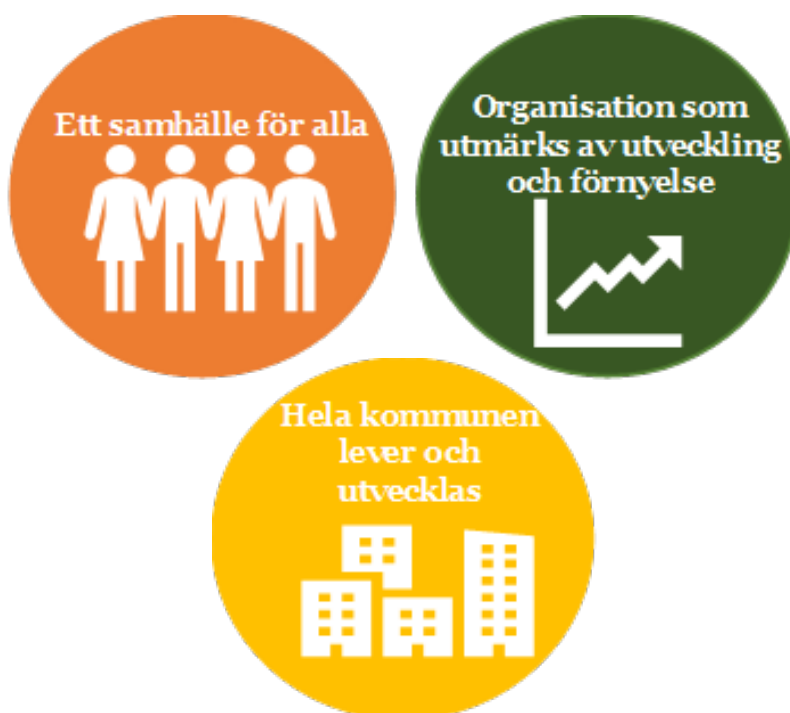 Ett samhälle för alla
Organisation som
utmärks av utveckling
och förnyelse
Hela kommunen
lever och
utvecklas